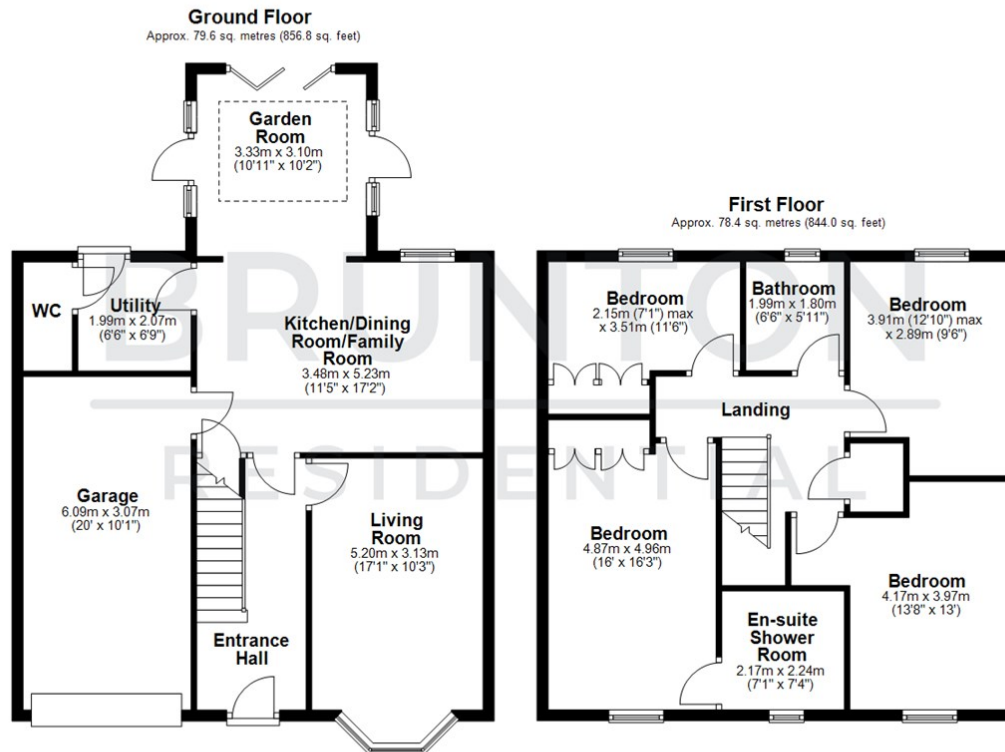 Ground Floor
Approx. 79.6 sq. metres (856.8 sq. feet)
Garden
Room
3.33m x 3.10m
(10'11" x 10'2")
WC
Utility
1.99m x 2.07m
(6'6" x 6'9")
Kitchen/Dining
Room/Family
Room
3.48m x 5.23m
(11'5" x 17'2")
Garage
6.09m x 3.07m
(20' x 10'1")
Living
Room
5.20m x 3.13m
(17'1" x 10'3")
Entrance
Hall
First Floor
Approx. 78.4 sq. metres (844.0 sq. feet)
Bedroom
2.15m (7'1") max
x 3.51m (11'6")
Bathroom
1.99m x 1.80m
(6'6" x 5'11")
Bedroom
3.91m (12'10") max
x 2.89m (9'6")
Landing
Bedroom
4.87m x 4.96m
(16' x 16'3")
Bedroom
4.17m x 3.97m
(13'8" x 13')
En-suite
Shower
Room
2.17m x 2.24m
(7'1" x 7'4")
BRUNTON
RESIDENTIAL